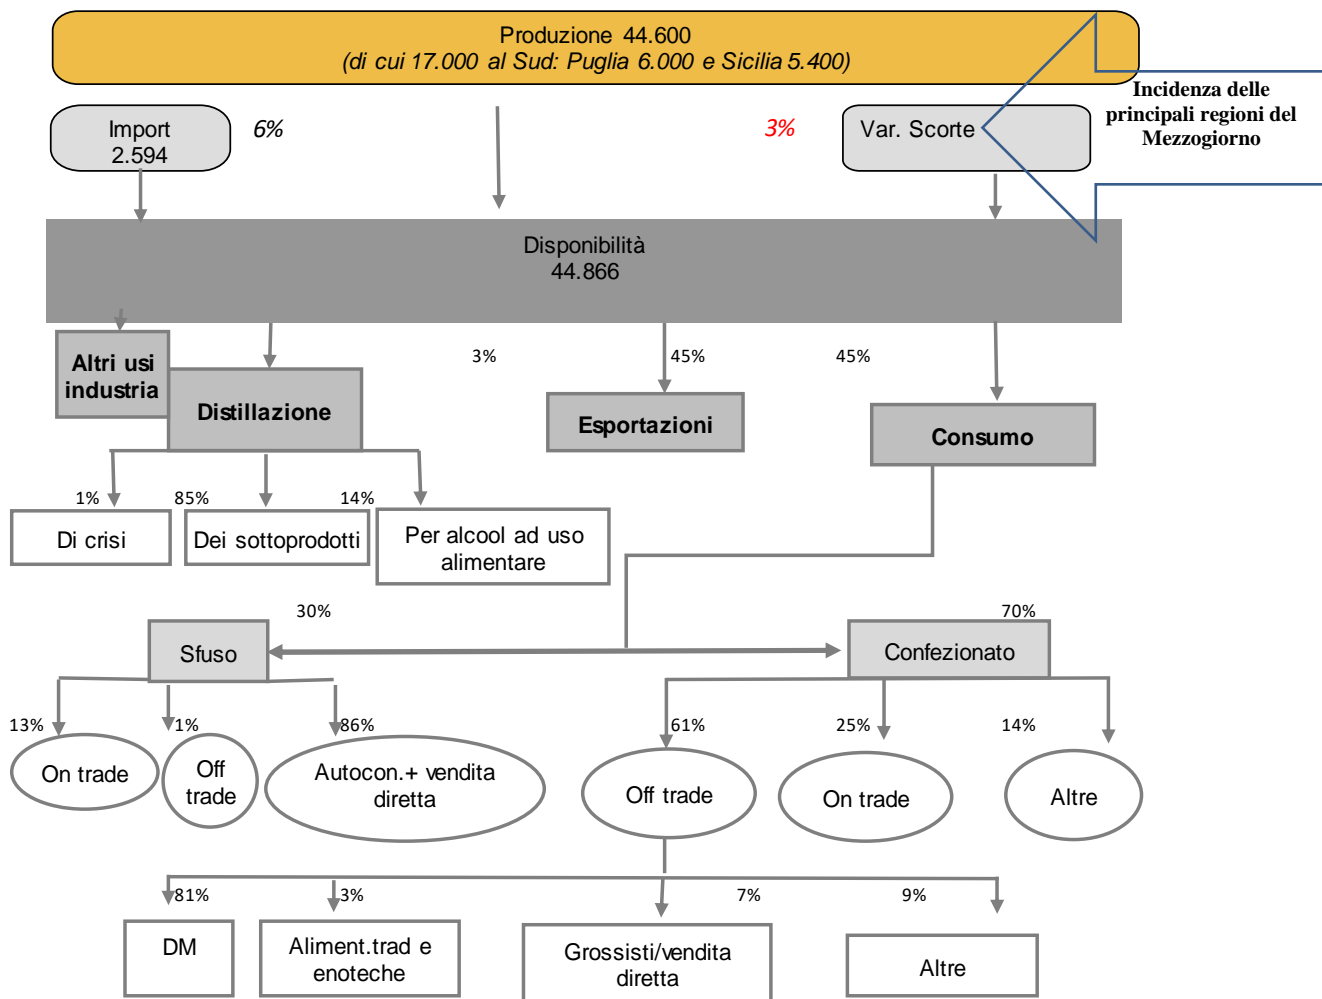 Produzione 44.600
(di cui 17.000 al Sud: Puglia 6.000 e Sicilia 5.400)
Incidenza delle
principali regioni del
Mezzogiorno
Import
2.594
6%
3%
Var. Scorte
Disponibilità
44.866
Altri usi
industria
Distillazione
3%
45%
Esportazioni
45%
Consumo
1%
85%
14%
Di crisi
Dei sottoprodotti
Per alcool ad uso
alimentare
30%
70%
Sfuso
Confezionato
13%
1%
86%
61%
25%
14%
On trade
Off
trade
Autocon.+ vendita
diretta
Off trade
On trade
Altre
81%
3%
7%
9%
DM
Aliment.trad e
enoteche
Grossisti/vendita
diretta
Altre